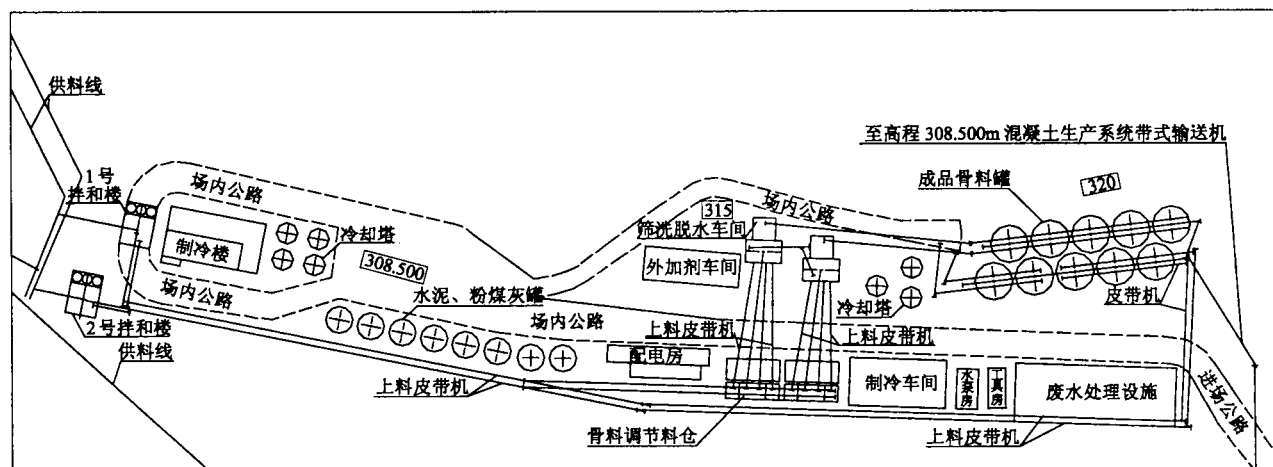 供料线
至高程 308.500m 混凝土生产系统带式输送机
1号
拌和楼
场内公路
成品骨料罐
320
315
场内公路
筛洗脱水车间
冷却塔
制冷楼
308.500
外加剂车间
场内公路
水泥、粉煤灰罐
场内公路
冷却塔
皮带机
2号拌和楼
供料线
上料皮带机
上料皮带机
配电房
上料皮带机
制冷车间
水泵房
工具房
废水处理设施
进场公路
骨料调节料仓
上料皮带机